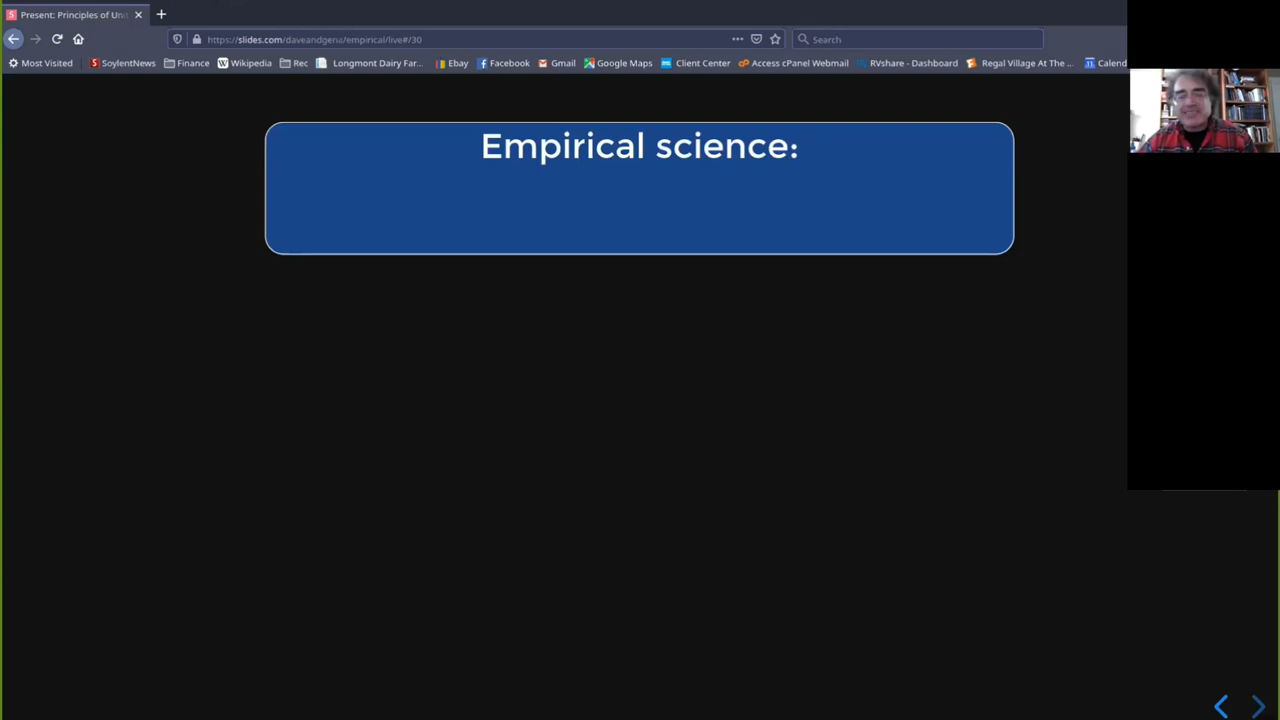 Present: Principles of Uni
https://slides.com/daveandgena/empirical/live#/30
Search
Most Visited
SoylentNews
Finance
Wikipedia
Rec
Longmont Dairy Far...
Ebay
Facebook
Gmail
Google Maps
Client Center
Access cPanel Webmail
RVshare - Dashboard
Regal Village At The ...
Calend
Empirical science: